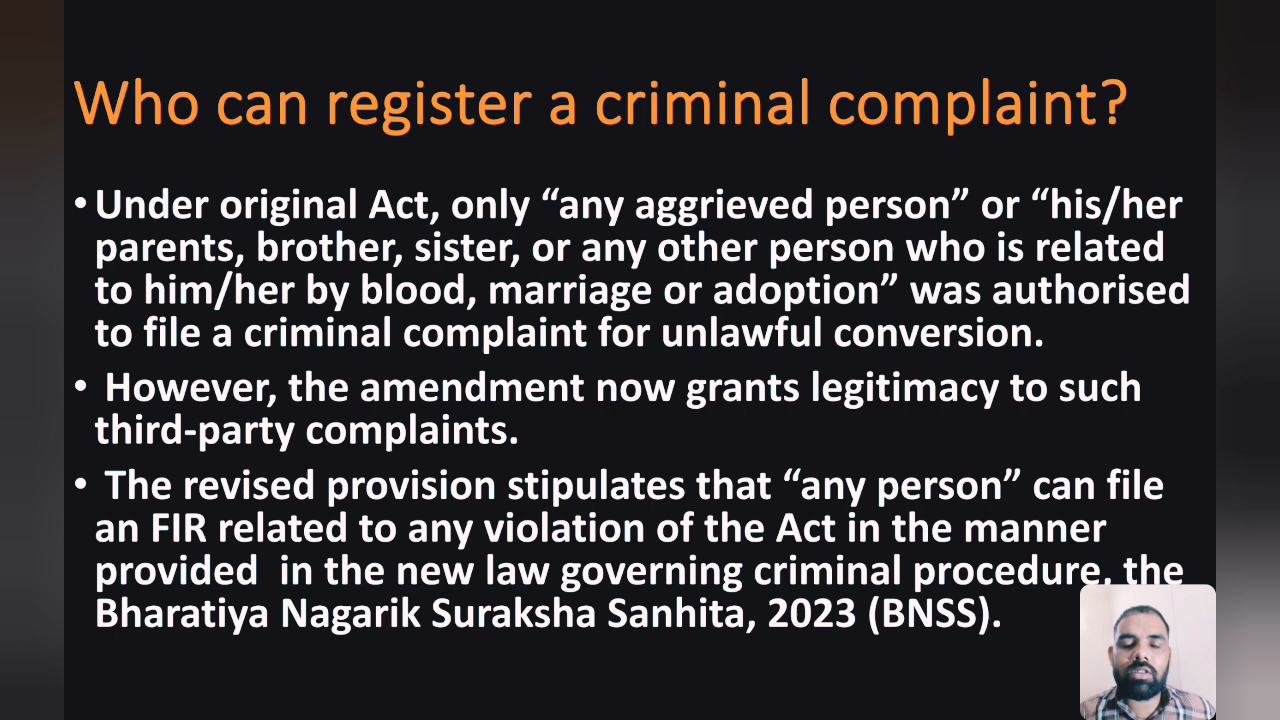 Who can register a criminal complaint?
• Under original Act, only “any aggrieved person” or “his/her
parents, brother, sister, or any other person who is related
to him/her by blood, marriage or adoption” was authorised
to file a criminal complaint for unlawful conversion.
• However, the amendment now grants legitimacy to such
third-party complaints.
• The revised provision stipulates that “any person” can file
an FIR related to any violation of the Act in the manner
provided  in the new law governing criminal procedure, the
Bharatiya Nagarik Suraksha Sanhita, 2023 (BNSS).